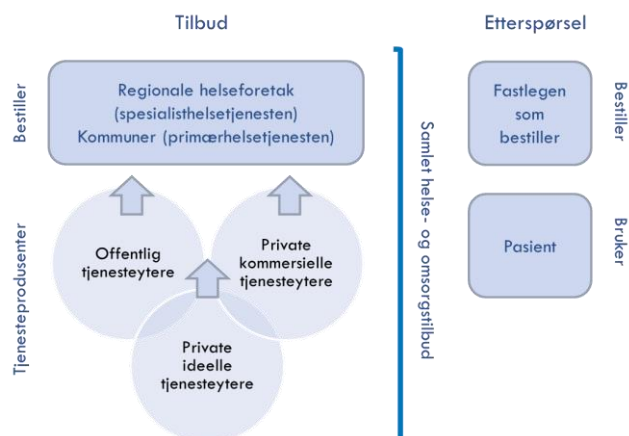 Tilbud
Etterspørsel
Bestiller
Regionale helseforetak
(spesialisthelsetjenesten)
Kommuner (primærhelsetjenesten)
Tjenesteprodusenter
Offentlig
tjenesteytere
Private
kommersielle
tjenesteytere
Private
ideelle
tjenesteytere
Samlet helse- og omsorgstilbud
Fastlegen
som
bestiller
Bestiller
Pasient
Bruker